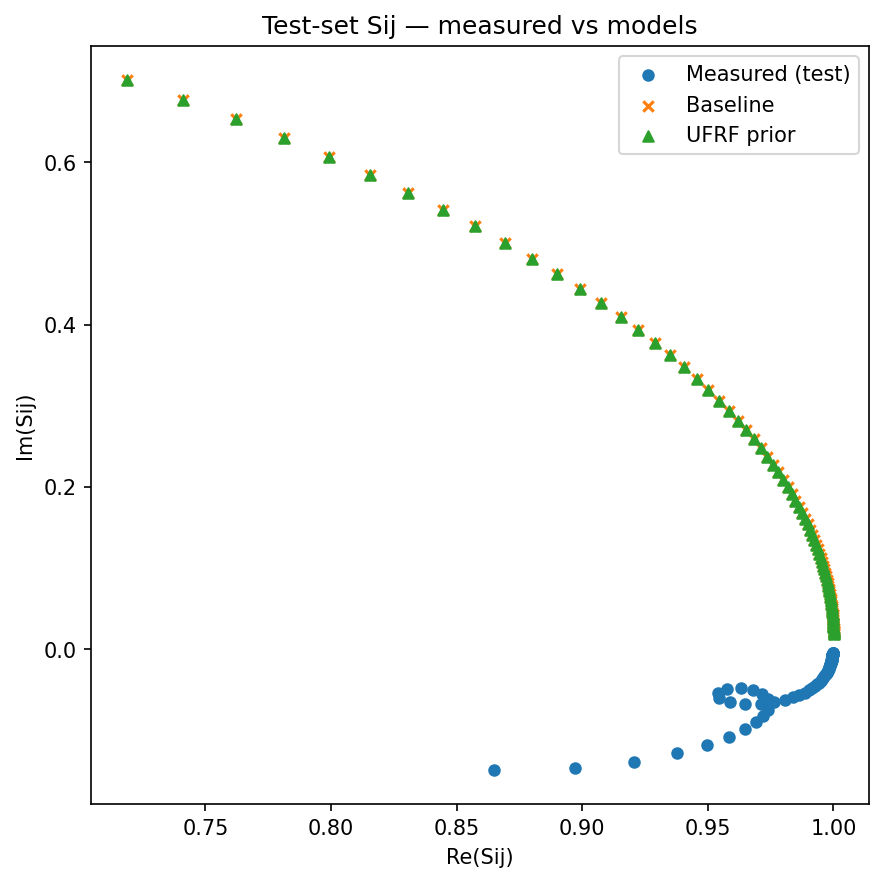 Test-set Sij — measured vs models
Measured (test)
Baseline
UFRF prior
Im(Sij)
0.6
0.4
0.2
0.0
0.75
0.80
0.85
0.90
0.95
1.00
Re(Sij)